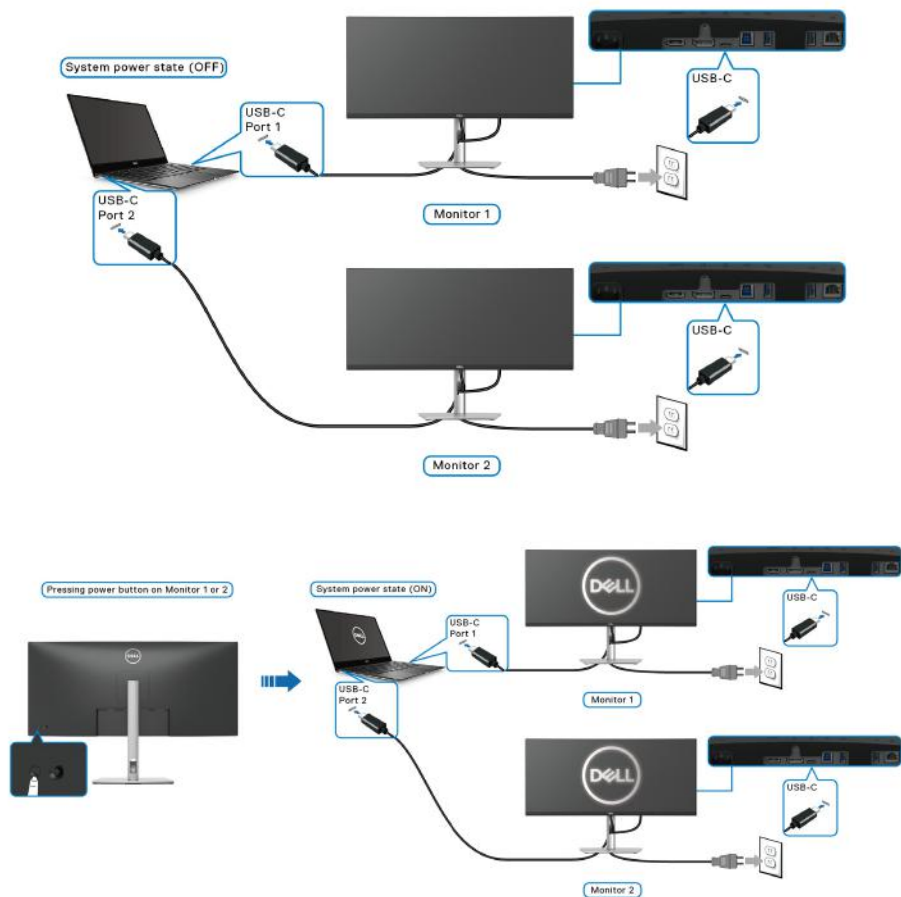 System power state (OFF)
USB-C
Port 1
USB-C
USB-C
Port 2
Monitor 1
USB-C
Monitor 2
Pressing power button on Monitor 1 or 2
System power state (ON)
DELL
USB-C
USB-C
Port 1
DELL
DELL
USB-C
Port 2
Monitor 1
DELL
USB-C
Monitor 2